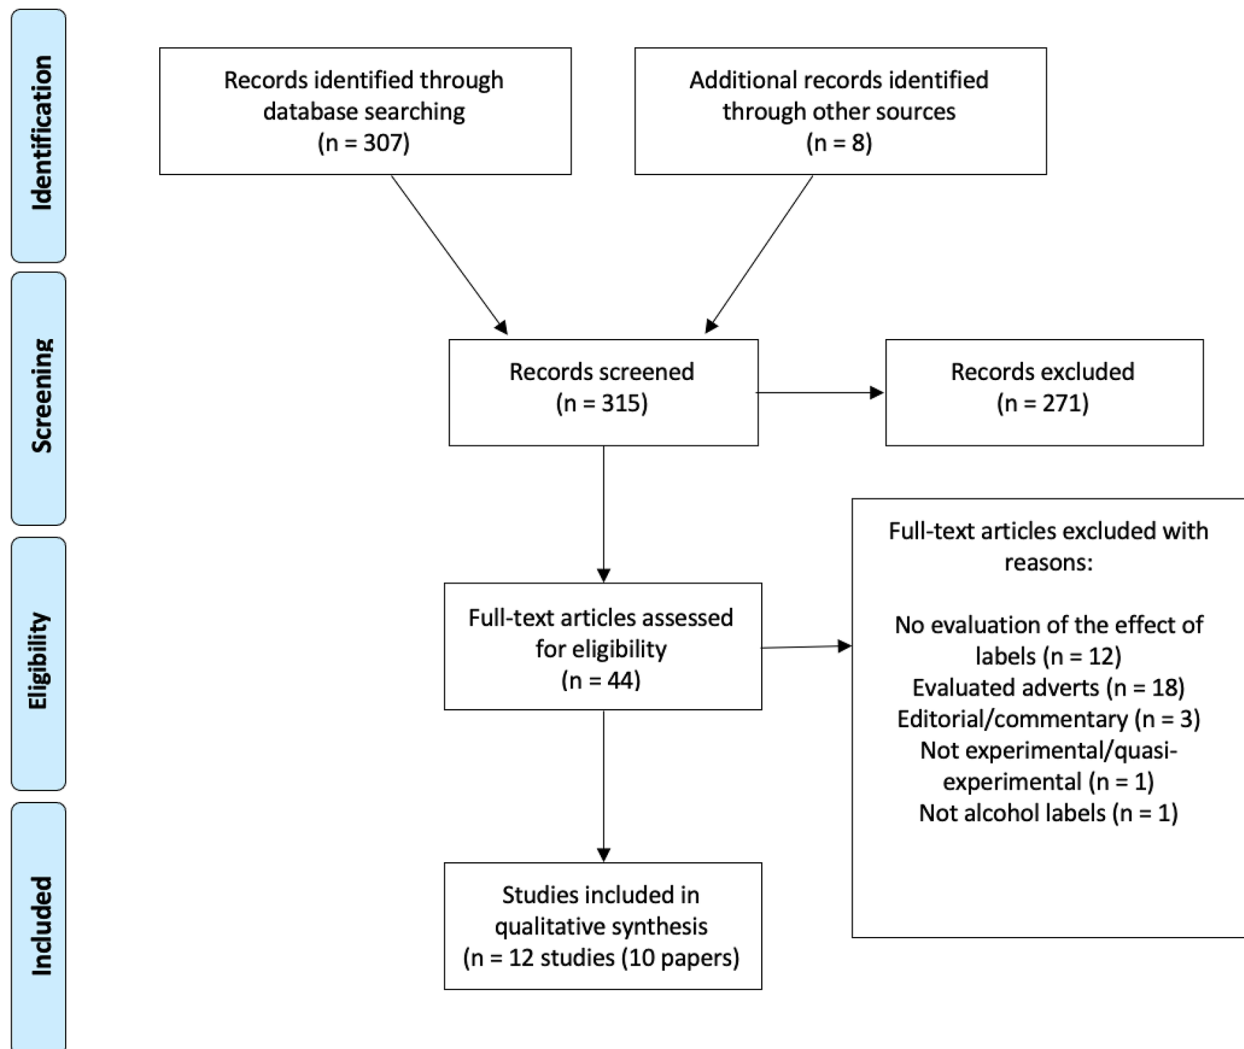 Identification
Records identified through
database searching
(n = 307)
Additional records identified
through other sources
(n = 8)
Screening
Records screened
(n = 315)
Records excluded
(n = 271)
Eligibility
Full-text articles assessed
for eligibility
(n = 44)
Full-text articles excluded with
reasons:
No evaluation of the effect of
labels (n = 12)
Evaluated adverts (n = 18)
Editorial/commentary (n = 3)
Not experimental/quasi-
experimental (n = 1)
Not alcohol labels (n = 1)
Included
Studies included in
qualitative synthesis
(n = 12 studies (10 papers)